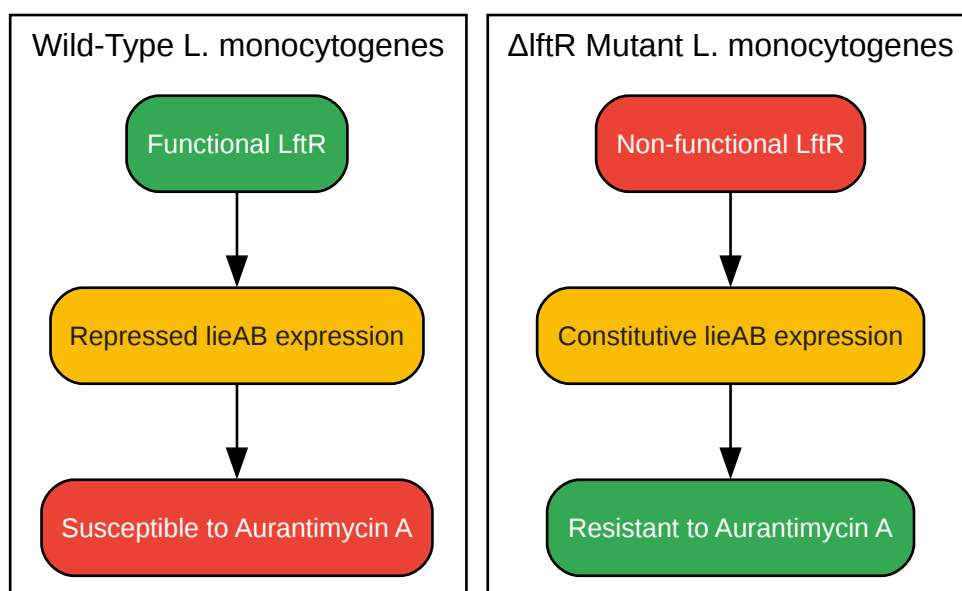 Wild-Type L. monocytogenes
Functional LftR
Repressed lieAB expression
Susceptible to Aurantimycin A
ΔlftR Mutant L. monocytogenes
Non-functional LftR
Constitutive lieAB expression
Resistant to Aurantimycin A